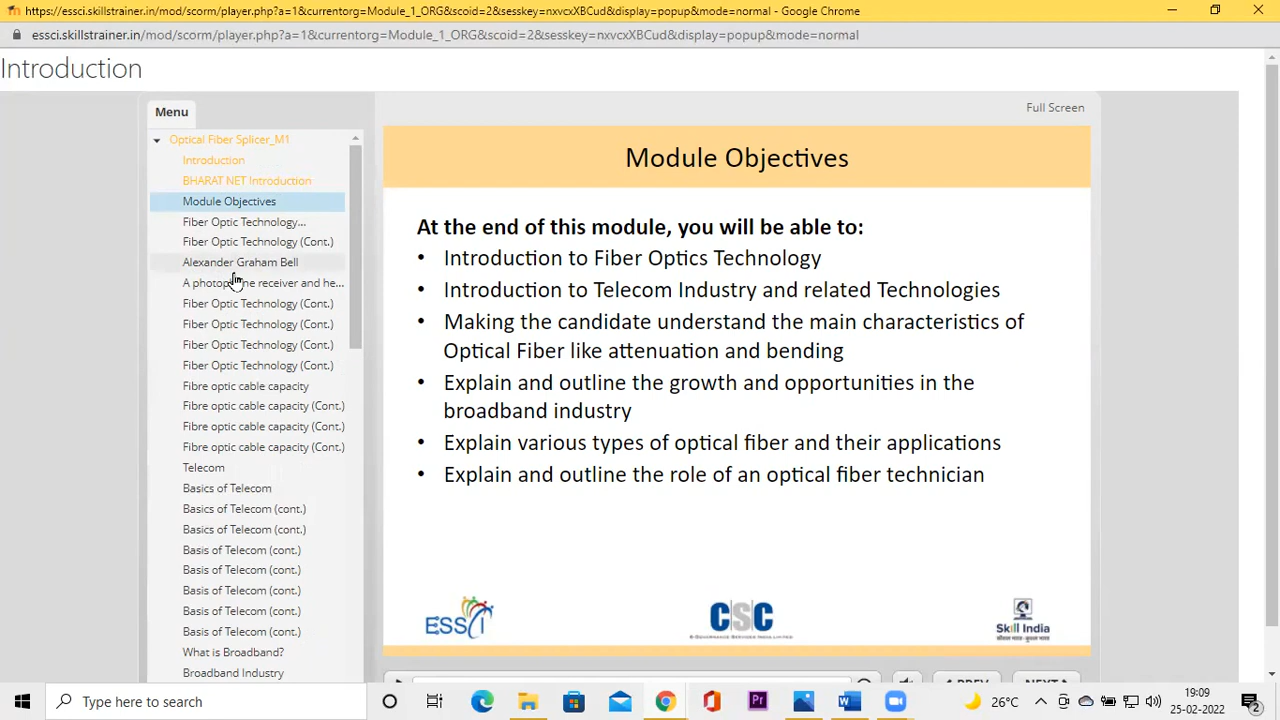 https://essci.skillstrainer.in/mod/scorm/player.php?a=1&currentorg=Module_1_ORG&scoid=2&sesskey=nxvcxXBCud&display=popup&mode=normal - Google Chrome
essci.skillstrainer.in/mod/scorm/player.php?a=1&currentorg=Module_1_ORG&scoid=2&sesskey=nxvcxXBCud&display=popup&mode=normal
Introduction
Menu
Full Screen
Optical Fiber Splicer_M1
Introduction
BHARAT NET Introduction
Module Objectives
Fiber Optic Technology...
Fiber Optic Technology (Cont.)
Alexander Graham Bell
A photophone receiver and he...
Fiber Optic Technology (Cont.)
Fiber Optic Technology (Cont.)
Fiber Optic Technology (Cont.)
Fiber Optic Technology (Cont.)
Fibre optic cable capacity
Fibre optic cable capacity (Cont.)
Fibre optic cable capacity (Cont.)
Fibre optic cable capacity (Cont.)
Telecom
Basics of Telecom
Basics of Telecom (cont.)
Basics of Telecom (cont.)
Basis of Telecom (cont.)
Basis of Telecom (cont.)
Basis of Telecom (cont.)
Basis of Telecom (cont.)
Basis of Telecom (cont.)
What is Broadband?
Broadband Industry
Module Objectives
At the end of this module, you will be able to:
• Introduction to Fiber Optics Technology
• Introduction to Telecom Industry and related Technologies
• Making the candidate understand the main characteristics of
Optical Fiber like attenuation and bending
• Explain and outline the growth and opportunities in the
broadband industry
• Explain various types of optical fiber and their applications
• Explain and outline the role of an optical fiber technician
ESSCI
CSC
Skill India
PREV
NEXT
Type here to search
26°C
19:09
25-02-2022
2